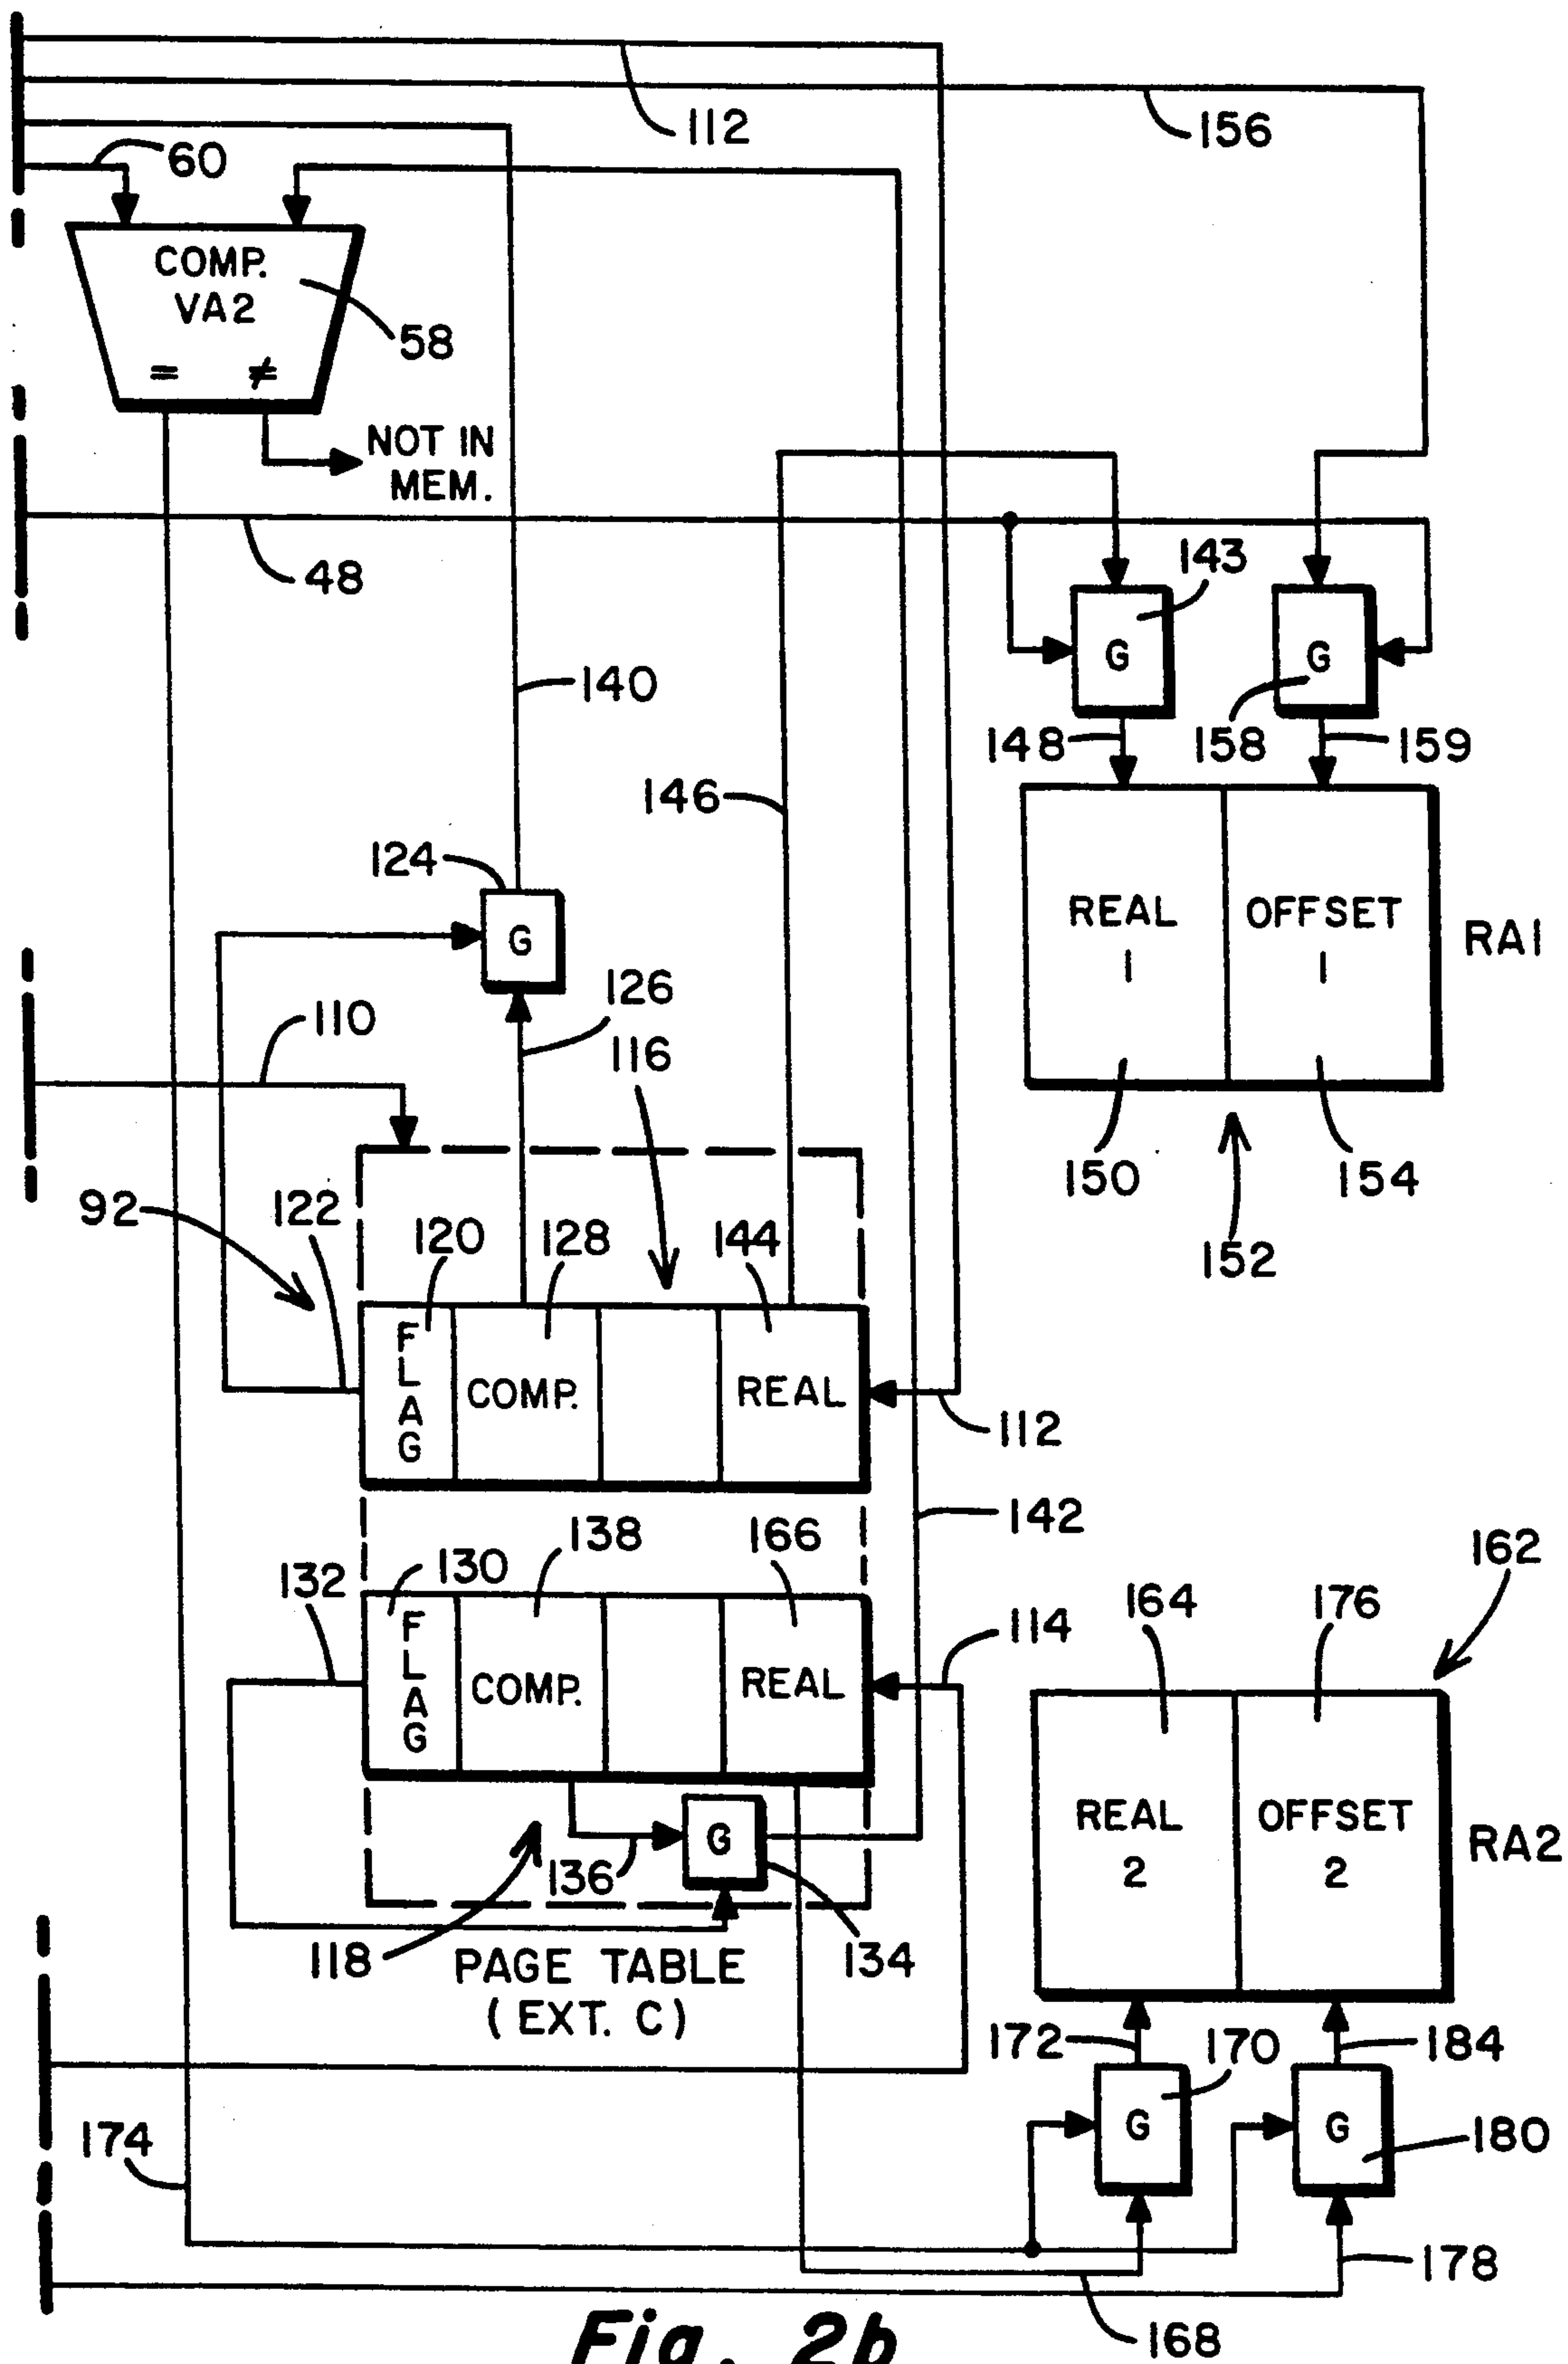 112
156
60
COMP.
VA2
58
= ≠
NOT IN
MEM.
48
143
G
G
140
148
158
159
146
124
G
REAL
1
OFFSET
1
RA1
126
110
116
150
154
92
122
120
128
144
152
FLAG
COMP.
REAL
112
142
138
166
162
132
130
164
176
114
FLAG
COMP.
REAL
REAL
2
OFFSET
2
RA2
G
136
118
134
PAGE TABLE
(EXT. C)
172
170
184
174
G
G
180
178
168
Fig. 2b